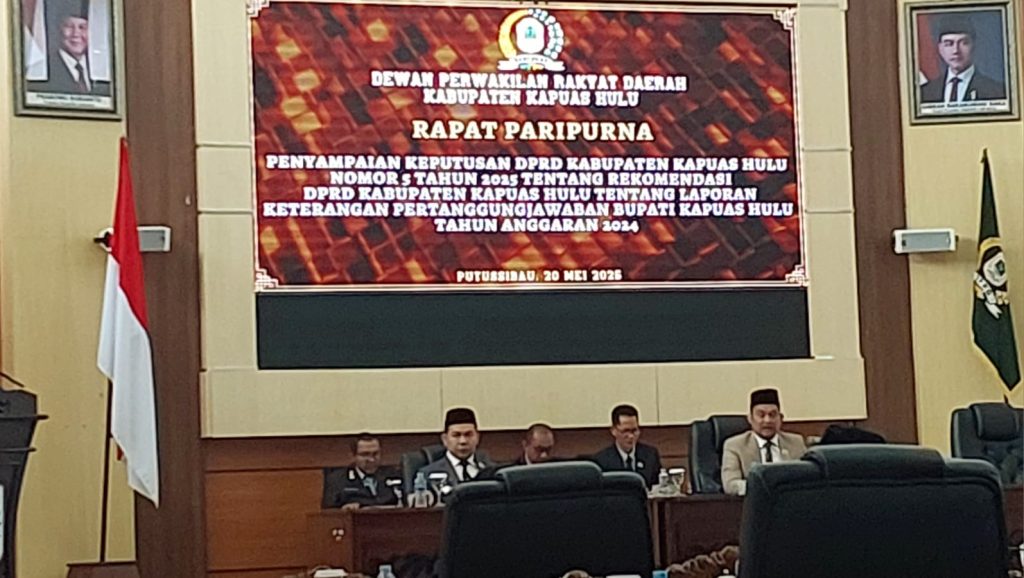 DEWAN PERWAKILAN RAKYAT DAERAH
KABUPATEN KAPUAS HULU
RAPAT PARIPURNA
PENYAMPAIAN KEPUTUSAN DPRD KABUPATEN KAPUAS HULU
NOMOR 5 TAHUN 2025 TENTANG REKOMENDASI
DPRD KABUPATEN KAPUAS HULU TENTANG LAPORAN
KETERANGAN PERTANGGUNGJAWABAN BUPATI KAPUAS HULU
TAHUN ANGGARAN 2024
PUTUSSIBAU, 20 MEI 2025